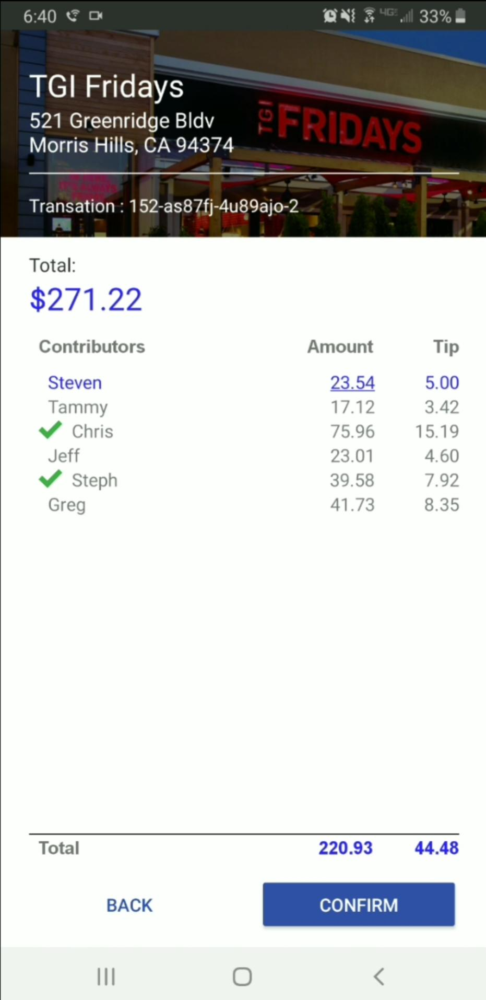 6:40 4GE 33%
TGI Fridays
521 Greenridge Bldv
Morris Hills, CA 94374
TGI FRIDAYS
IT'S ALWAYS
Transation : 152-as87fj-4u89ajo-2
Total:
$271.22
Contributors Amount Tip
Steven 23.54 5.00
Tammy 17.12 3.42
Chris 75.96 15.19
Jeff 23.01 4.60
Steph 39.58 7.92
Greg 41.73 8.35
Total 220.93 44.48
BACK CONFIRM